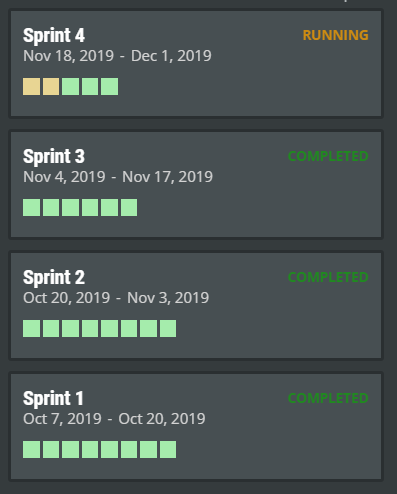 Sprint 4
RUNNING
Nov 18, 2019 - Dec 1, 2019
Sprint 3
COMPLETED
Nov 4, 2019 - Nov 17, 2019
Sprint 2
COMPLETED
Oct 20, 2019 - Nov 3, 2019
Sprint 1
COMPLETED
Oct 7, 2019 - Oct 20, 2019